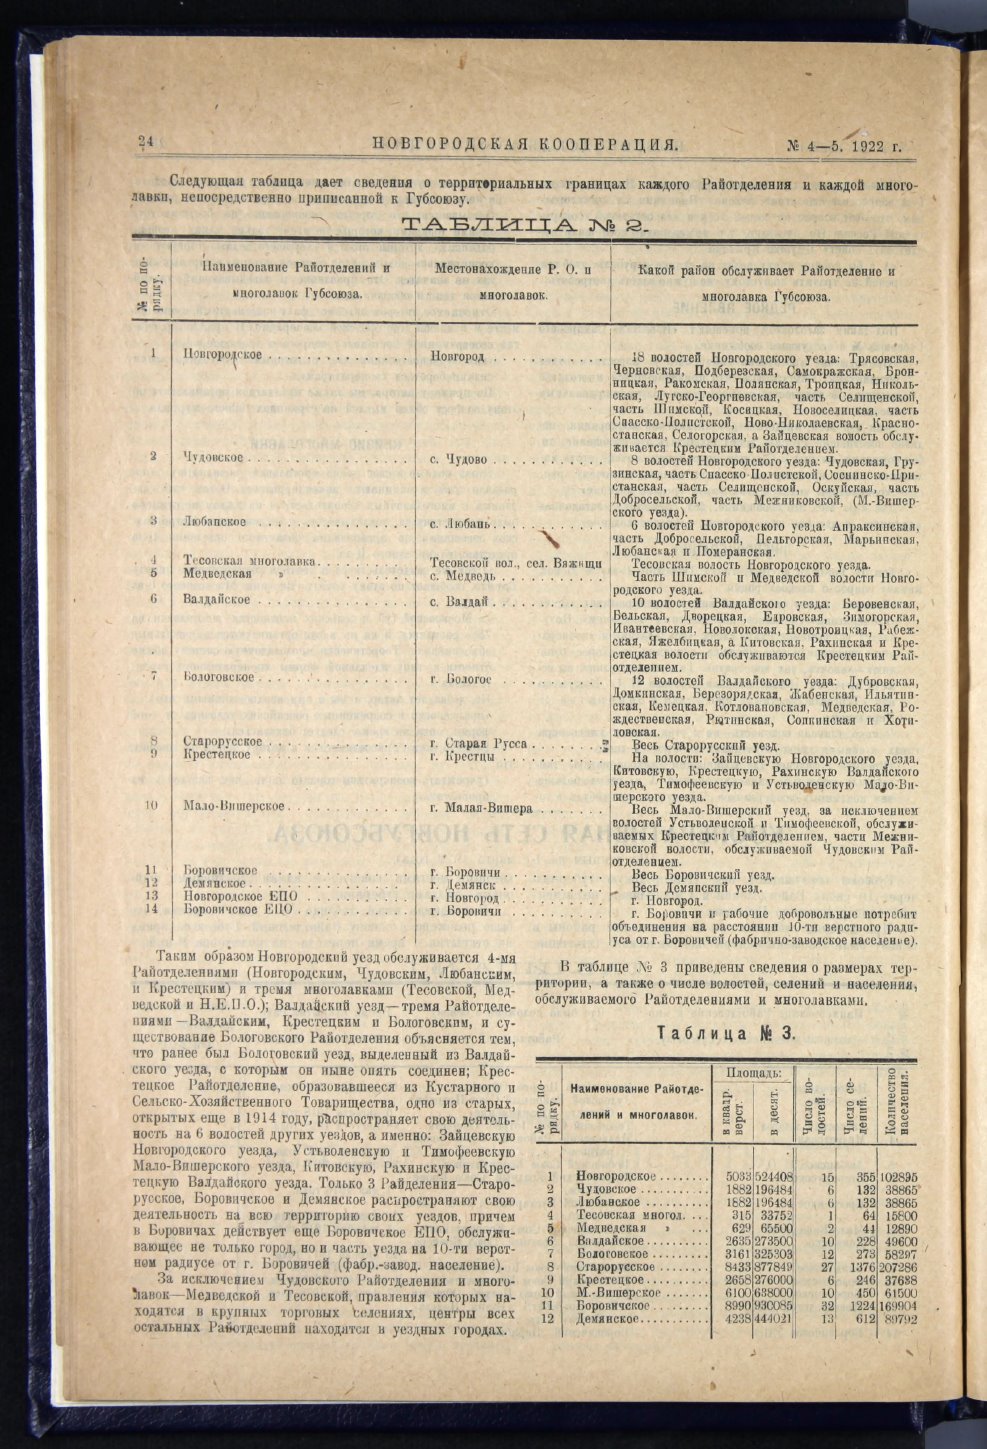 24
НОВГОРОДСКАЯ КООПЕРАЦИЯ.
№ 4—5. 1922 г.
Следующая таблица дает сведения о территориальных границах каждого Райотделения и каждой много-
лавки, непосредственно приписанной к Губсоюзу.
ТАБЛИЦА № 2.
№ по по-
рядку.
Наименование Райотделений и
многолавок Губсоюза.
Местонахождение Р. О. и
многолавок.
Какой район обслуживает Райотделение и
многолавка Губсоюза.
1 Новгородское . . . . . . . . . . . . . . Новгород . . . . . . . . . . . 18 волостей Новгородского уезда: Трясовская,
Черновская, Подберезская, Самокражская, Брон-
ницкая, Ракомская, Полянская, Троицкая, Николь-
ская, Лугско-Георгиевская, часть Селищенской,
часть Шимской, Косицкая, Новоселицкая, часть
Спасско-Полистской, Ново-Николаевская, Красно-
станская, Селогорская, а Зайцевская вопость обслу-
живается Крестецким Райотделением.
2 Чудовское . . . . . . . . . . . . . . . . с. Чудово . . . . . . . . . . . 8 волостей Новгородского уезда: Чудовская, Гру-
зинская, часть Спасско-Полистской, Соснинско-При-
станская, часть Селищенской, Оскуйская, часть
Добросельской, часть Межниковской, (М.-Вишер-
ского уезда).
3 Любанское . . . . . . . . . . . . . . . с. Любань . . . . . . . . . . . 6 волостей Новгородского уезда: Апраксинская,
часть Добросельской, Пельгорская, Марьинская,
Любанская и Померанская.
4 Тесовская многолавка. . . . . . . . . Тесовской вол., сел. Вяжищи Тесовская волость Новгородского уезда.
5 Медведская » . . . . . . . . с. Медведь . . . . . . . . . . Часть Шимской и Медведской волости Новго-
родского уезда.
6 Валдайское . . . . . . . . . . . . . . . с. Валдай . . . . . . . . . . . 10 волостей Валдайского уезда: Беровенская,
Бельская, Дворецкая, Едровская, Зимогорская,
Ивантеевская, Новолокская, Новотроицкая, Рабеж-
ская, Яжелбицкая, а Китовская, Рахинская и Кре-
стецкая волости обслуживаются Крестецким Рай-
отделением.
7 Бологовское . . . . . . . . . . . . . . . г. Бологое . . . . . . . . . . 12 волостей Валдайского уезда: Дубровская,
Домкинская, Березорядская, Жабенская, Ильятин-
ская, Кемецкая, Котловановская, Медведская, Ро-
ждественская, Рютинская, Сопкинская и Хоти-
ловская.
8 Старорусское . . . . . . . . . . . . . . г. Старая Русса . . . . . . . Весь Старорусский уезд.
9 Крестецкое . . . . . . . . . . . . . . . г. Крестцы . . . . . . . . . . На волости: Зайцевскую Новгородского уезда,
Китовскую, Крестецкую, Рахинскую Валдайского
уезда, Тимофеевскую и Устьволенскую Мало-Ви-
шерского уезда.
10 Мало-Вишерское . . . . . . . . . . . . г. Малая-Вишера . . . . . . Весь Мало-Вишерский уезд, за исключением
волостей Устьволенской и Тимофеевской, обслужи-
ваемых Крестецким Райотделением, части Межни-
ковской волости, обслуживаемой Чудовским Рай-
отделением.
11 Боровичское . . . . . . . . . . . . . . . г. Боровичи . . . . . . . . . . Весь Боровичский уезд.
12 Демянское . . . . . . . . . . . . . . . . г. Демянск . . . . . . . . . . Весь Демянский уезд.
13 Новгородское ЕПО . . . . . . . . . . г. Новгород . . . . . . . . . . г. Новгород.
14 Боровичское ЕПО . . . . . . . . . . . г. Боровичи . . . . . . . . . г. Боровичи и рабочие добровольные потребит
объединения на расстоянии 10-ти верстного ради-
уса от г. Боровичей (фабрично-заводское население).
Таким образом Новгородский уезд обслуживается 4-мя
Райотделениями (Новгородским, Чудовским, Любанским,
и Крестецким) и тремя многолавками (Тесовской, Мед-
ведской и Н.Е.П.О.); Валдайский уезд—тремя Райотделе-
ниями—Валдайским, Крестецким и Бологовским, и су-
ществование Бологовского Райотделения объясняется тем,
что ранее был Бологовский уезд, выделенный из Валдай-
ского уезда, с которым он ныне опять соединен; Крес-
тецкое Райотделение, образовавшееся из Кустарного и
Сельско-Хозяйственного Товарищества, одно из старых,
открытых еще в 1914 году, распространяет свою деятель-
ность на 6 волостей других уездов, а именно: Зайцевскую
Новгородского уезда, Устьволенскую и Тимофеевскую
Мало-Вишерского уезда, Китовскую, Рахинскую и Крес-
тецкую Валдайского уезда. Только 3 Райделения—Старо-
русское, Боровичское и Демянское распространяют свою
деятельность на всю территорию своих уездов, причем
в Боровичах действует еще Боровичское ЕПО, обслужи-
вающее не только город, но и часть уезда на 10-ти верст-
ном радиусе от г. Боровичей (фабр.-завод. население).
За исключением Чудовского Райотделения и много-
лавок—Медведской и Тесовской, правления которых на-
ходятся в крупных торговых селениях, центры всех
остальных Райотделений находятся и уездных городах.
В таблице № 3 приведены сведения о размерах тер-
ритории, а также о числе волостей, селений и населения,
обслуживаемого Райотделениями и многолавками.
Таблица № 3.
№ по по-
рядку.
Наименование Райотде-
лений и многолавок.
Площадь:
в квадр.
верст.
в десят.
Число во-
лостей.
Число се-
лений.
Количество
населения.
1 Новгородское . . . . . . . . 5033 524408 15 355 102895
2 Чудовское . . . . . . . . . . 1882 196484 6 132 38865
3 Любанское . . . . . . . . . . 1882 196484 6 132 38865
4 Тесовская многол. . . . 315 33752 1 64 15800
5 Медведская » . . . 629 65500 2 44 12890
6 Валдайское . . . . . . . . . 2635 273500 10 228 49600
7 Бологовское . . . . . . . . . 3161 325303 12 273 58297
8 Старорусское . . . . . . . . 8433 877849 27 1376 207286
9 Крестецкое . . . . . . . . . . 2658 276000 6 246 37688
10 М.-Вишерское . . . . . . . 6100 638000 10 450 61500
11 Боровичское . . . . . . . . . 8990 930085 32 1224 169904
12 Демянское . . . . . . . . . . 4238 444021 13 612 89792